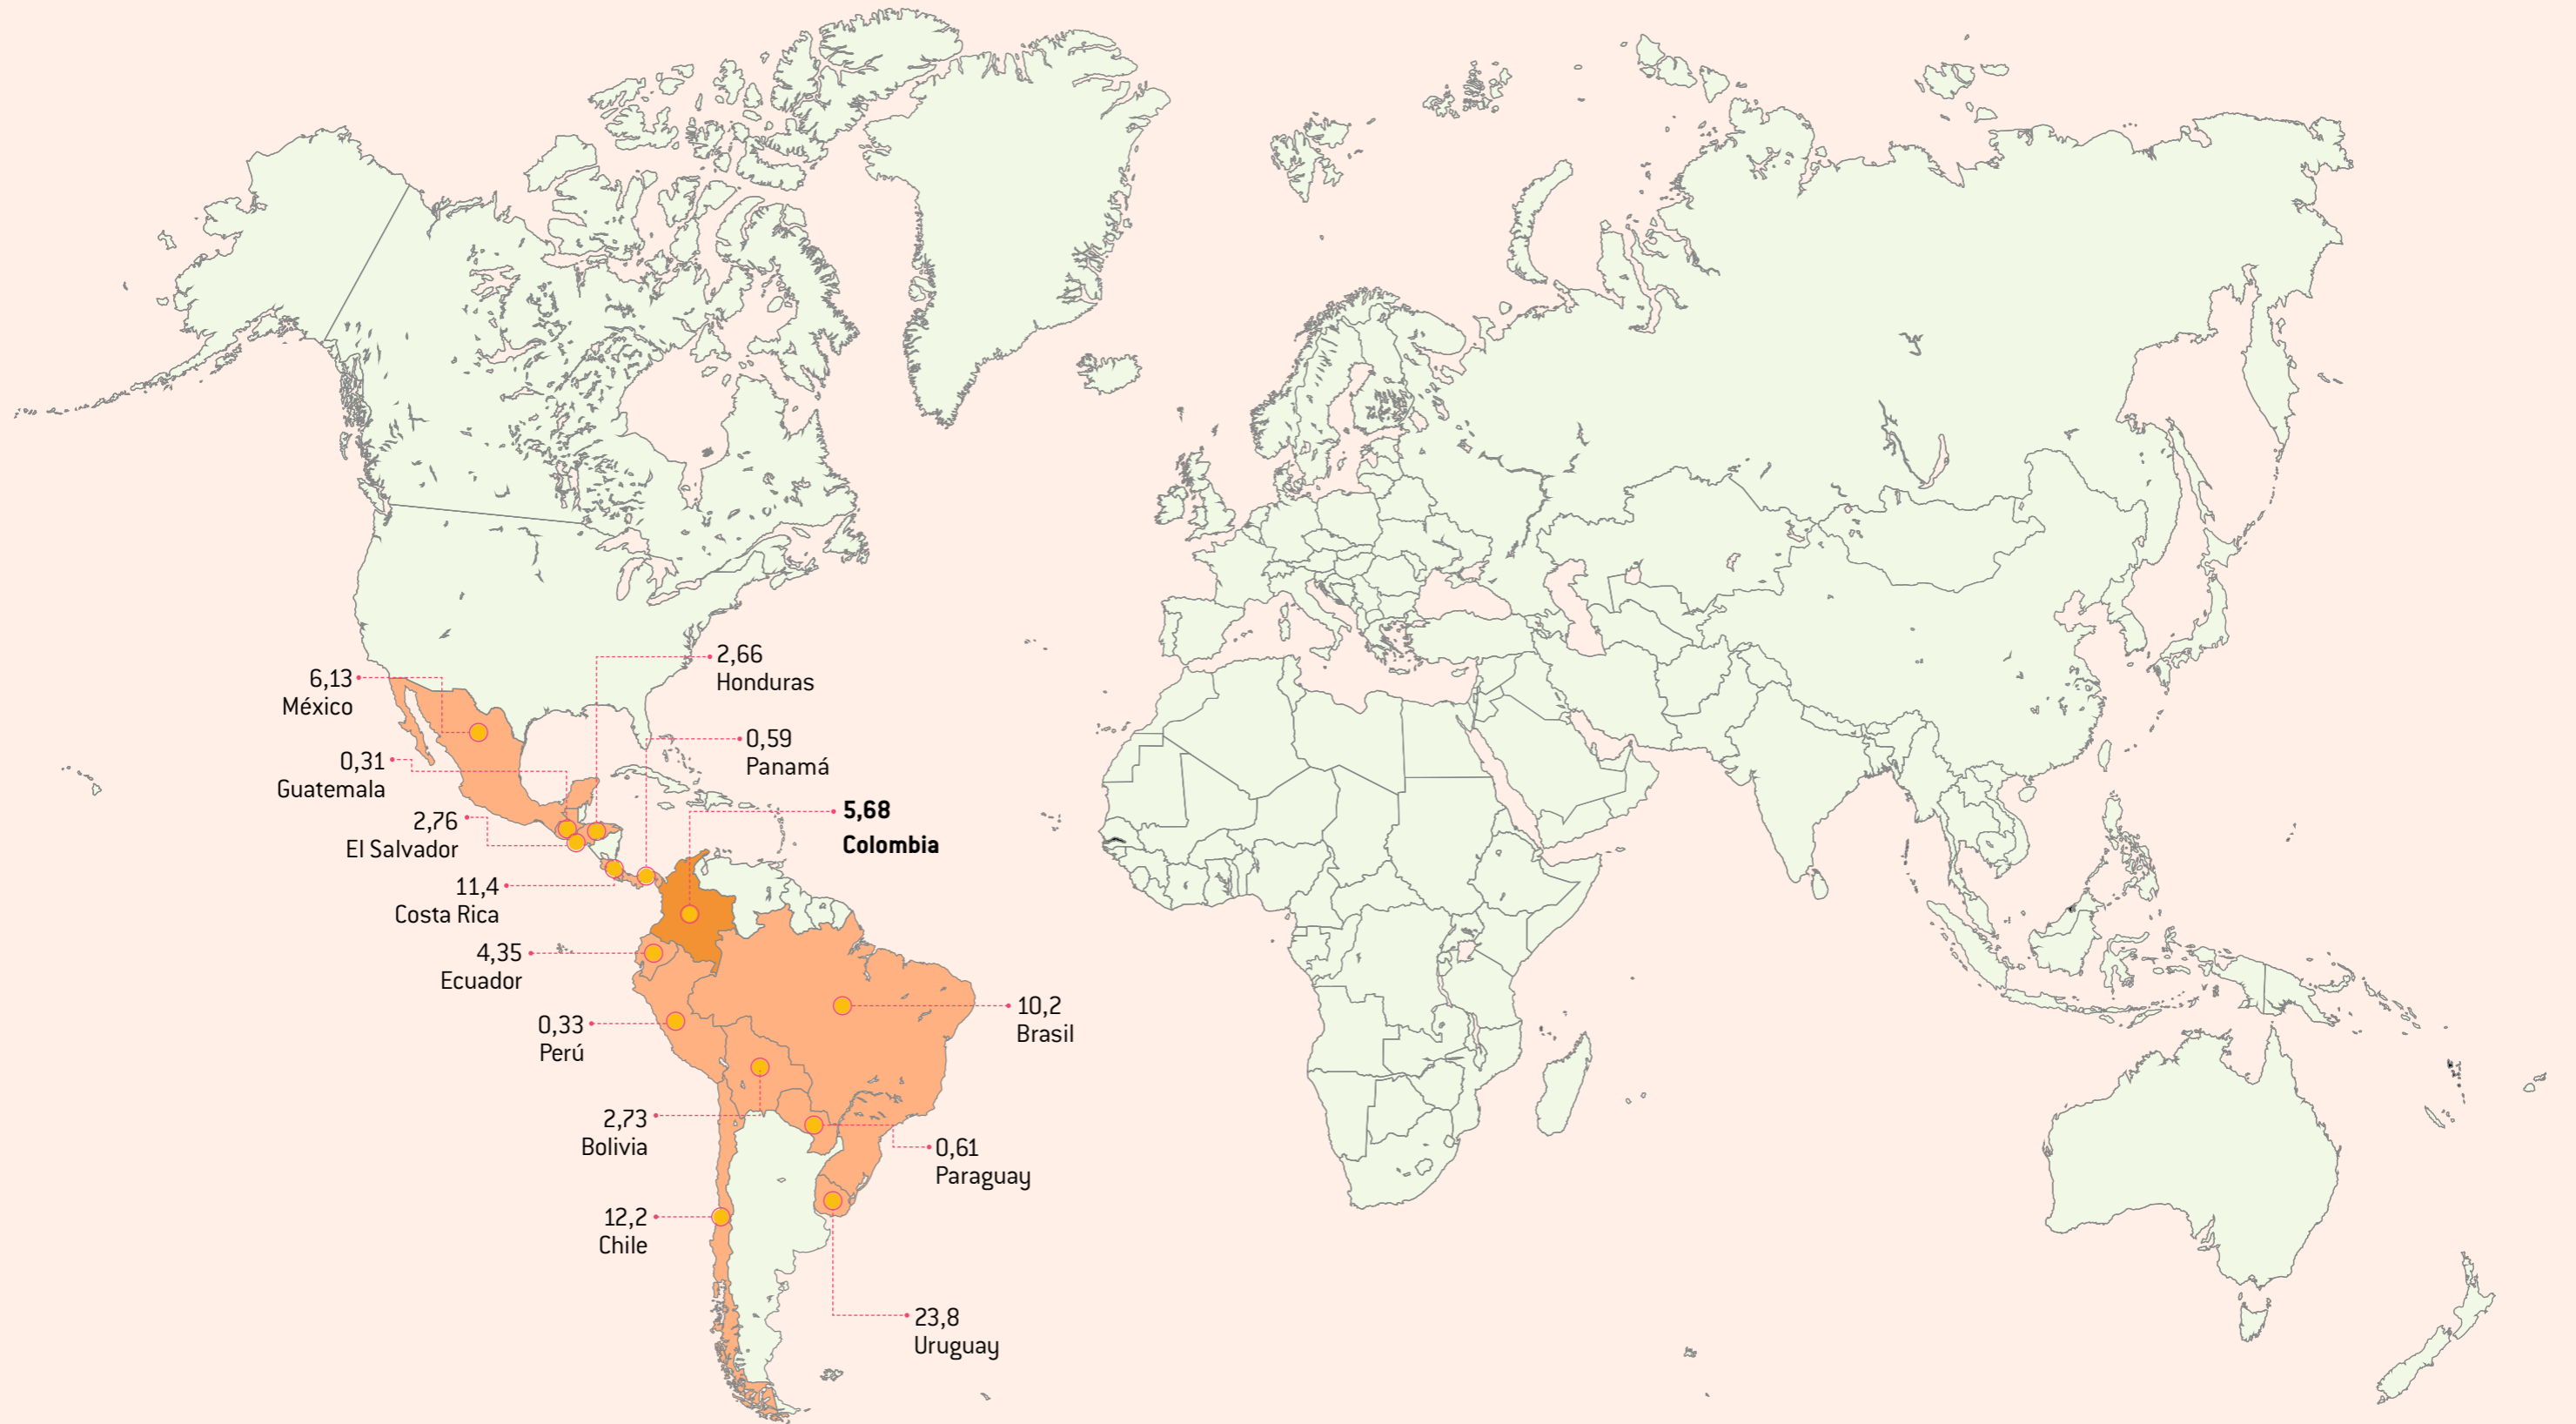 2,66
Honduras
6,13
México
0,59
Panamá
0,31
Guatemala
5,68
Colombia
2,76
El Salvador
11,4
Costa Rica
4,35
Ecuador
10,2
Brasil
0,33
Perú
2,73
Bolivia
0,61
Paraguay
12,2
Chile
23,8
Uruguay